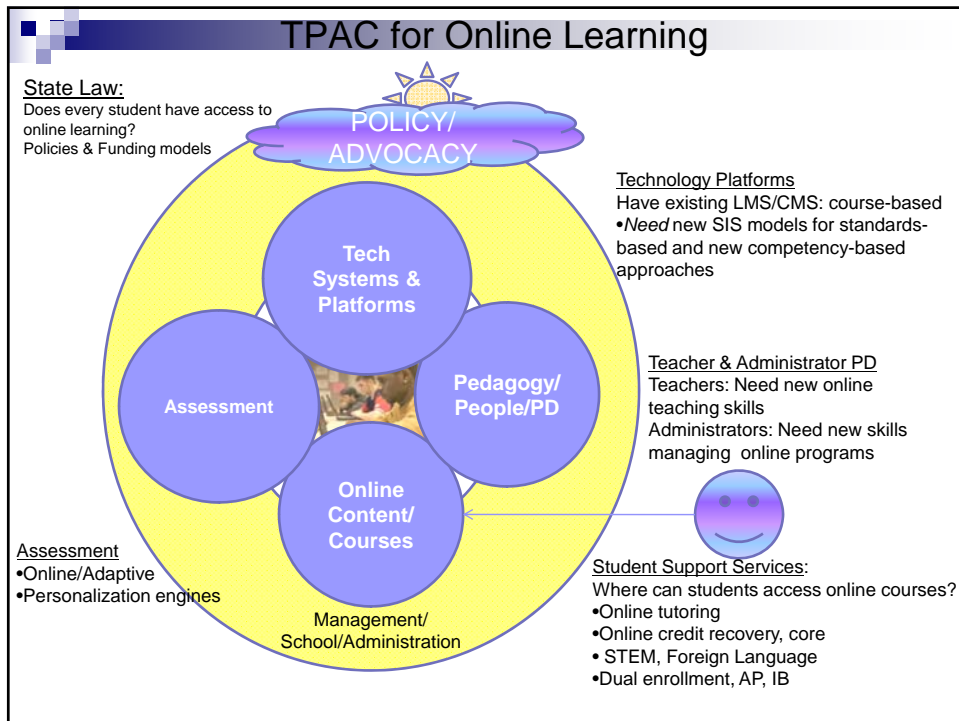 TPAC for Online Learning
State Law:
Does every student have access to
online learning?
Policies & Funding models
POLICY/
ADVOCACY
Technology Platforms
Have existing LMS/CMS: course-based
•Need new SIS models for standards-
based and new competency-based
approaches
Tech
Systems &
Platforms
Assessment
Pedagogy/
People/PD
Teacher & Administrator PD
Teachers: Need new online
teaching skills
Administrators: Need new skills
managing online programs
Online
Content/
Courses
Assessment
•Online/Adaptive
•Personalization engines
Management/
School/Administration
Student Support Services:
Where can students access online courses?
•Online tutoring
•Online credit recovery, core
• STEM, Foreign Language
•Dual enrollment, AP, IB